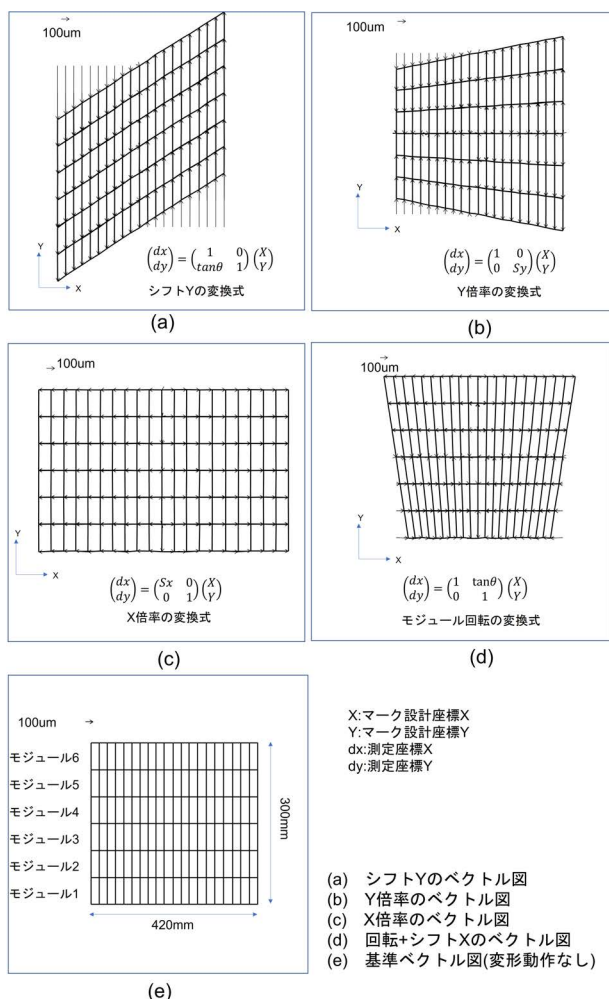 100um
Y
X
(dx dy) = (1 0 tanθ 1) (X Y)
シフトYの変換式
(a)
100um
Y
X
(dx dy) = (1 0 0 Sy) (X Y)
Y倍率の変換式
(b)
100um
Y
X
(dx dy) = (Sx 0 0 1) (X Y)
X倍率の変換式
(c)
100um
Y
X
(dx dy) = (1 tanθ 0 1) (X Y)
モジュール回転の変換式
(d)
100um
モジュール6
モジュール5
モジュール4
モジュール3
モジュール2
モジュール1
300mm
420mm
(e)
X:マーク設計座標X
Y:マーク設計座標Y
dx:測定座標X
dy:測定座標Y
(a) シフトYのベクトル図
(b) Y倍率のベクトル図
(c) X倍率のベクトル図
(d) 回転+シフトXのベクトル図
(e) 基準ベクトル図(変形動作なし)